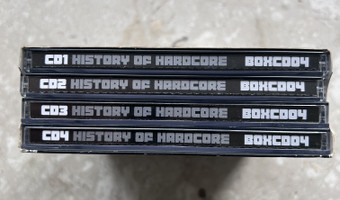 CD1 HISTORY OF HARDCORE BOXCD04
CD2 HISTORY OF HARDCORE BOXCD04
CD3 HISTORY OF HARDCORE BOXCD04
CD4 HISTORY OF HARDCORE BOXCD04